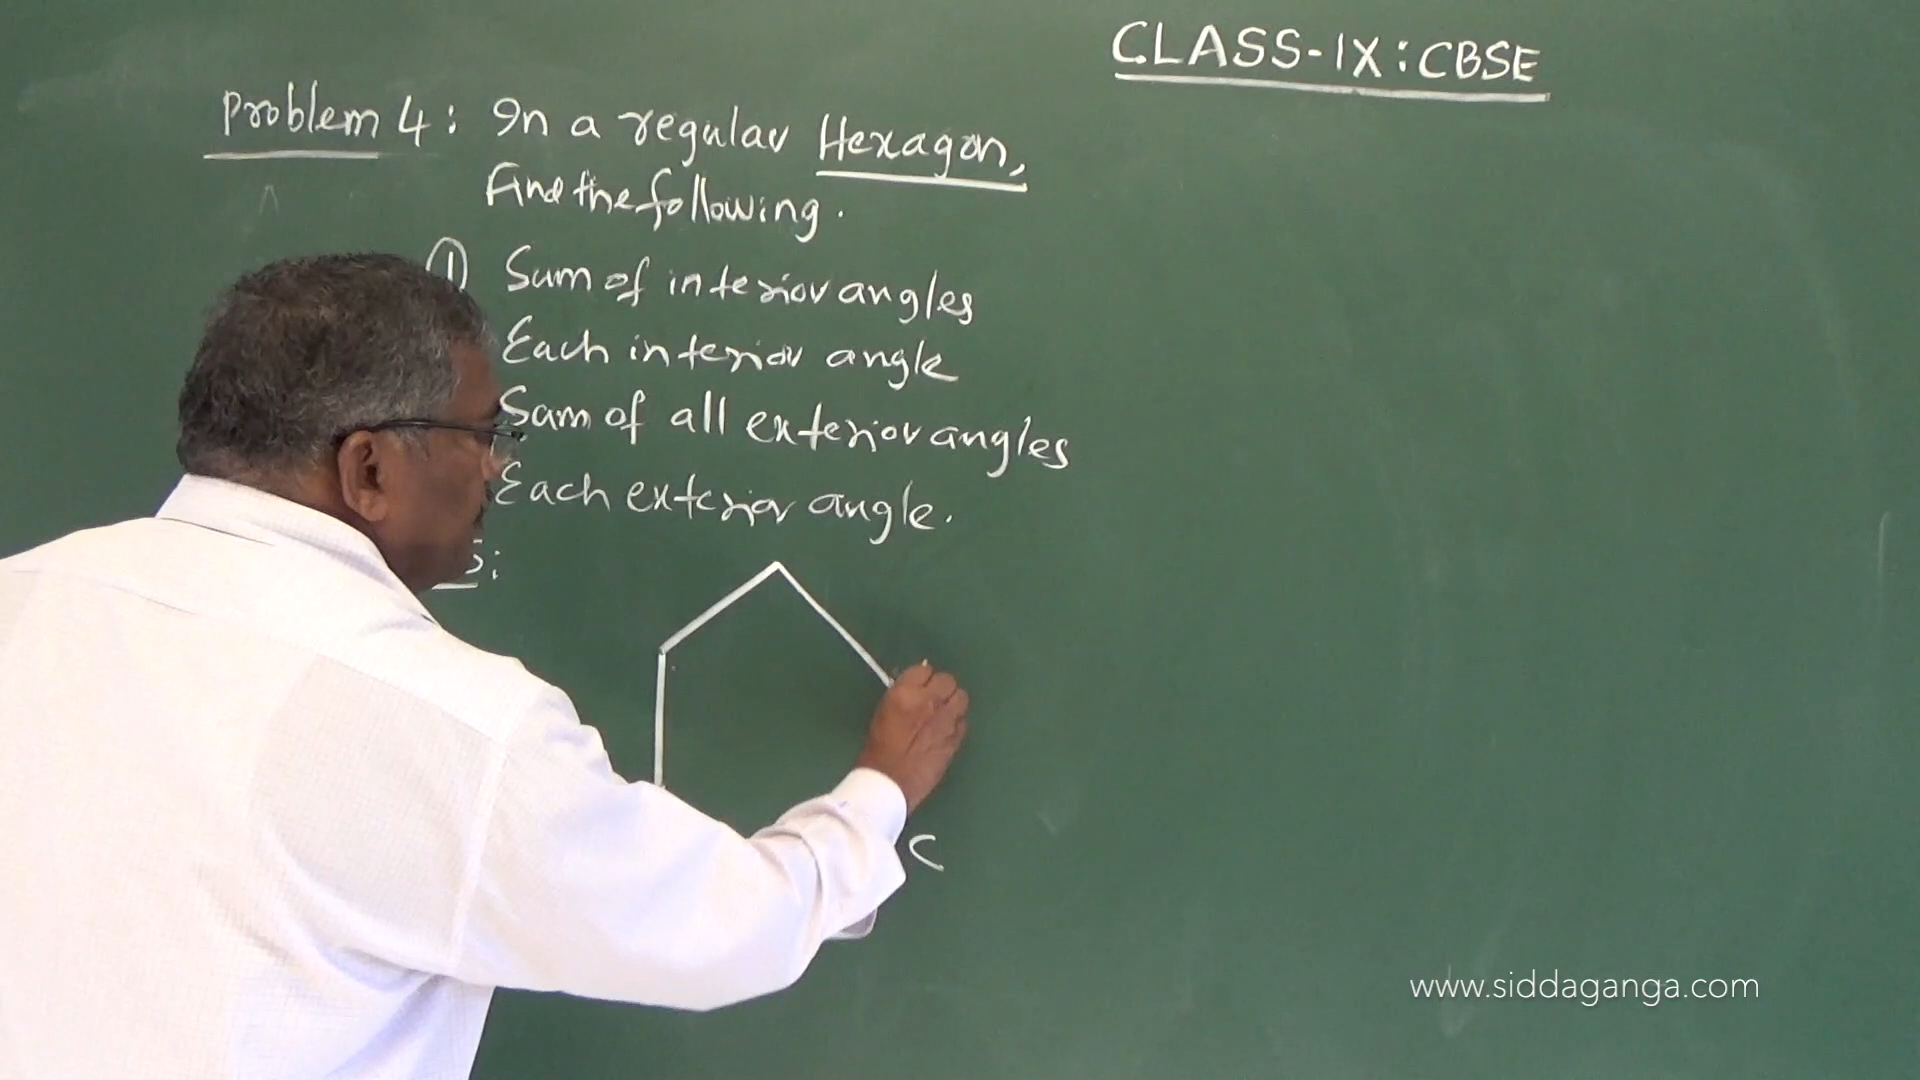 CLASS-IX : CBSE
Problem 4 : In a regular Hexagon,
Find the following.
1 Sum of interior angles
Each interior angle
Sum of all exterior angles
Each exterior angle.
S:
C
www.siddaganga.com